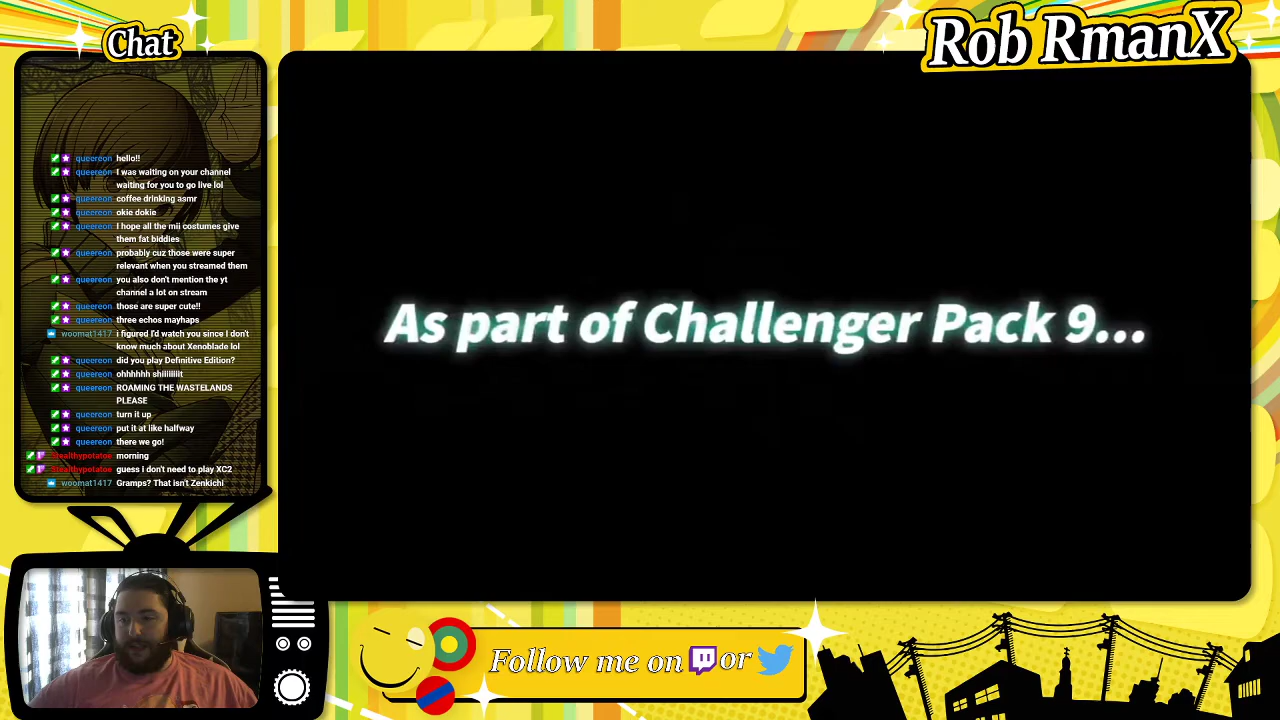 Chat
Rob RmanX
queereon hello!!
queereon I was waiting on your channel
waiting for you to go live lol
queereon coffee drinking asmr
queereon okie dokie
queereon I hope all the mii costumes give
them fat biddies
queereon probably cuz those were super
relevant when you streamed them
queereon you also don't mention the yt
channel a lot on stream
queereon those are super cute!!
queereon three echos mayhaps
woomat1417 I figured I'd watch you since I don't
know much about Xenoblade lol
queereon did you play Definitive Edition?
queereon ohhhhh shiiiiiiit
queereon ROAMING THE WASTELANDS
PLEASE
queereon turn it up
queereon put it at like halfway
queereon there we go!
stealthypotatoe morning
stealthypotatoe guess I don't need to play XC2
woomat1417 Gramps? That isn't Zenkichi
As part of Challenger Pack 9...
Follow me on or